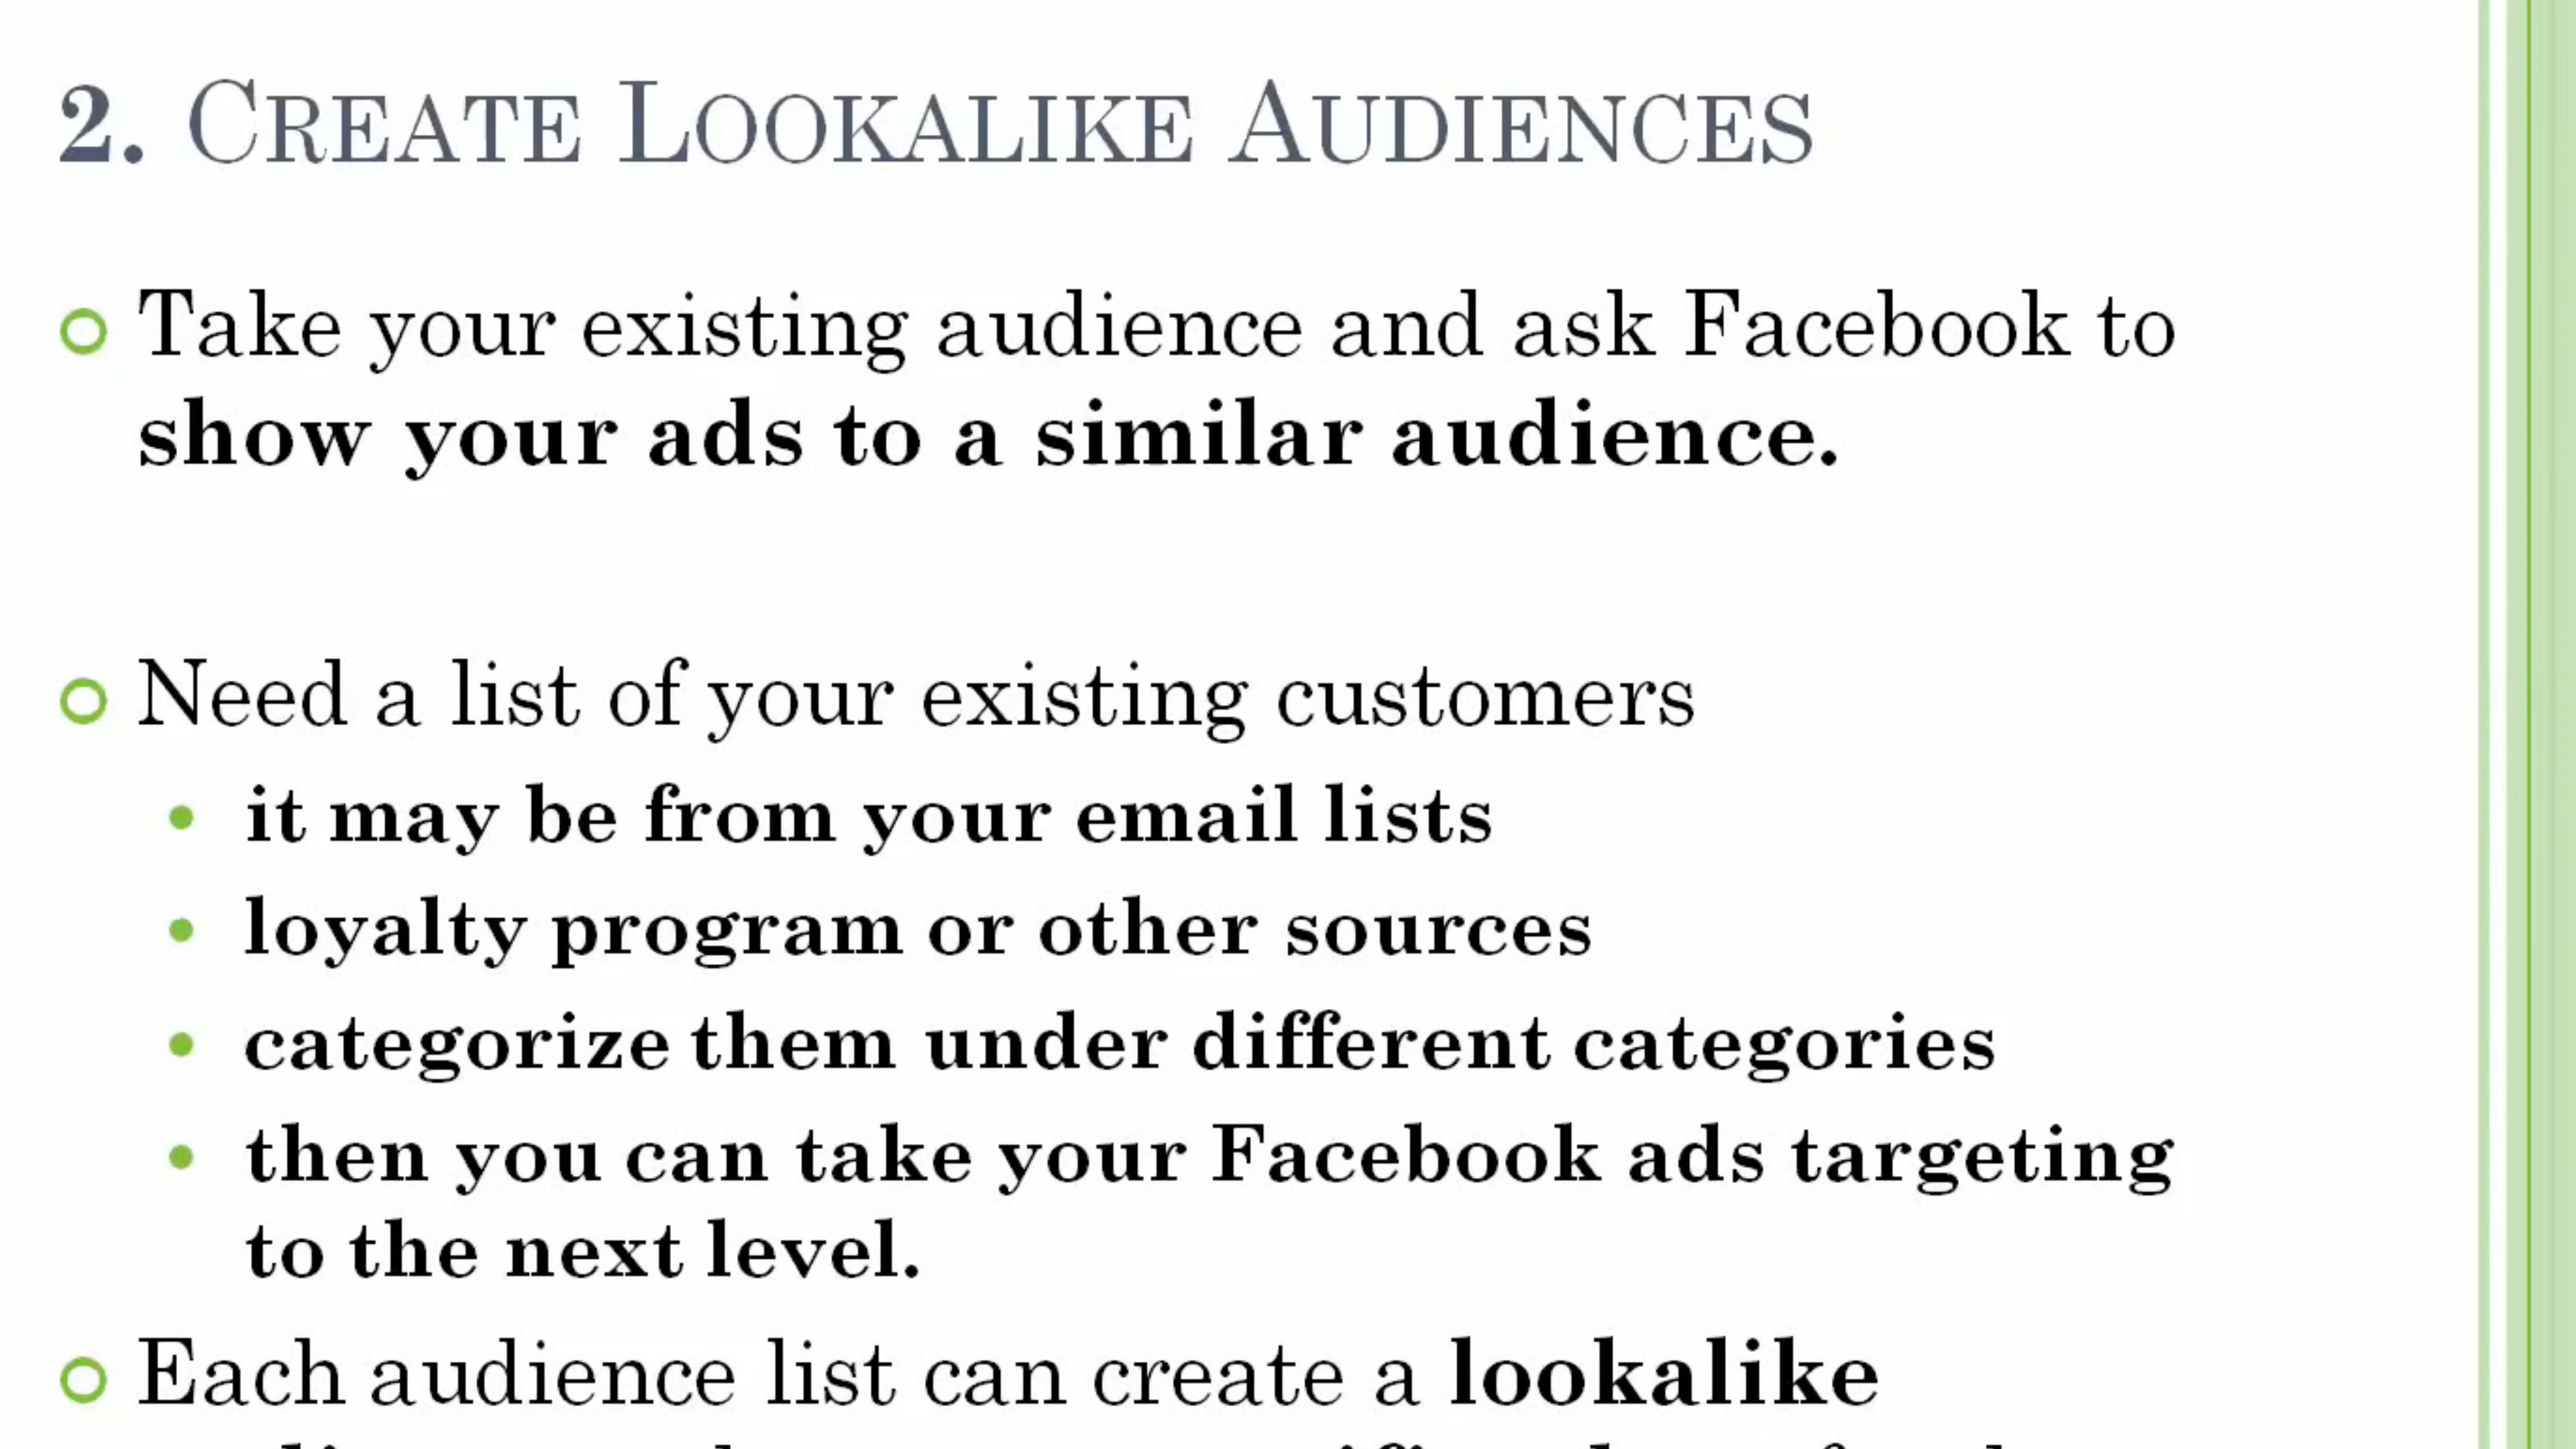 2. CREATE LOOKALIKE AUDIENCES
Take your existing audience and ask Facebook to
show your ads to a similar audience.
Need a list of your existing customers
it may be from your email lists
loyalty program or other sources
categorize them under different categories
then you can take your Facebook ads targeting
to the next level.
Each audience list can create a lookalike